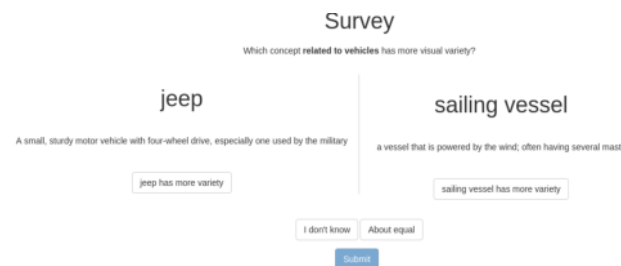 Survey
Which concept related to vehicles has more visual variety?
jeep
A small, sturdy motor vehicle with four-wheel drive, especially one used by the military
jeep has more variety
sailing vessel
a vessel that is powered by the wind; often having several mast
sailing vessel has more variety
I don't know
About equal
Submit